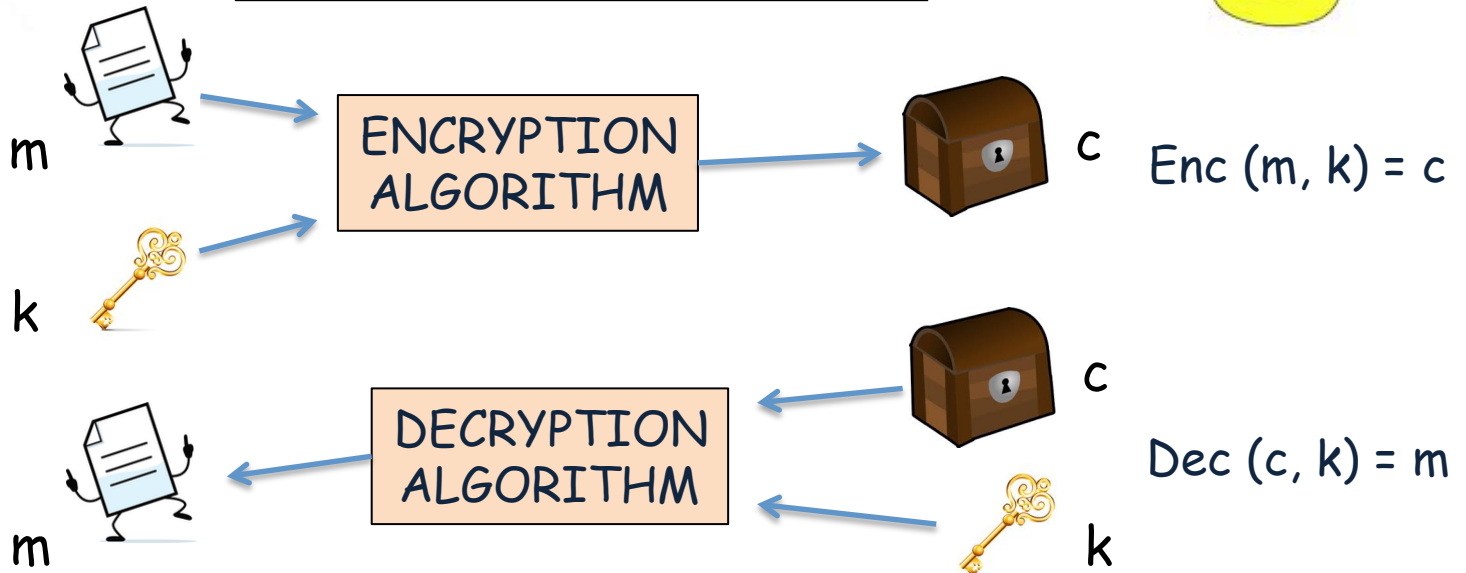 m
ENCRYPTION
ALGORITHM
c
Enc (m, k) = c
k
DECRYPTION
ALGORITHM
c
Dec (c, k) = m
m
k